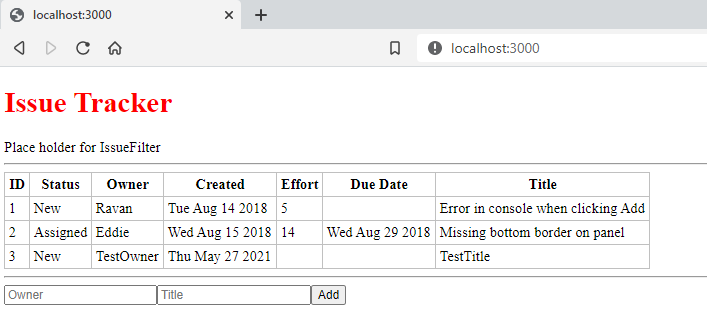 localhost:3000
localhost:3000
Issue Tracker
Place holder for IssueFilter
ID Status Owner Created Effort Due Date Title
1 New Ravan Tue Aug 14 2018 5 Error in console when clicking Add
2 Assigned Eddie Wed Aug 15 2018 14 Wed Aug 29 2018 Missing bottom border on panel
3 New TestOwner Thu May 27 2021 TestTitle
Owner Title Add